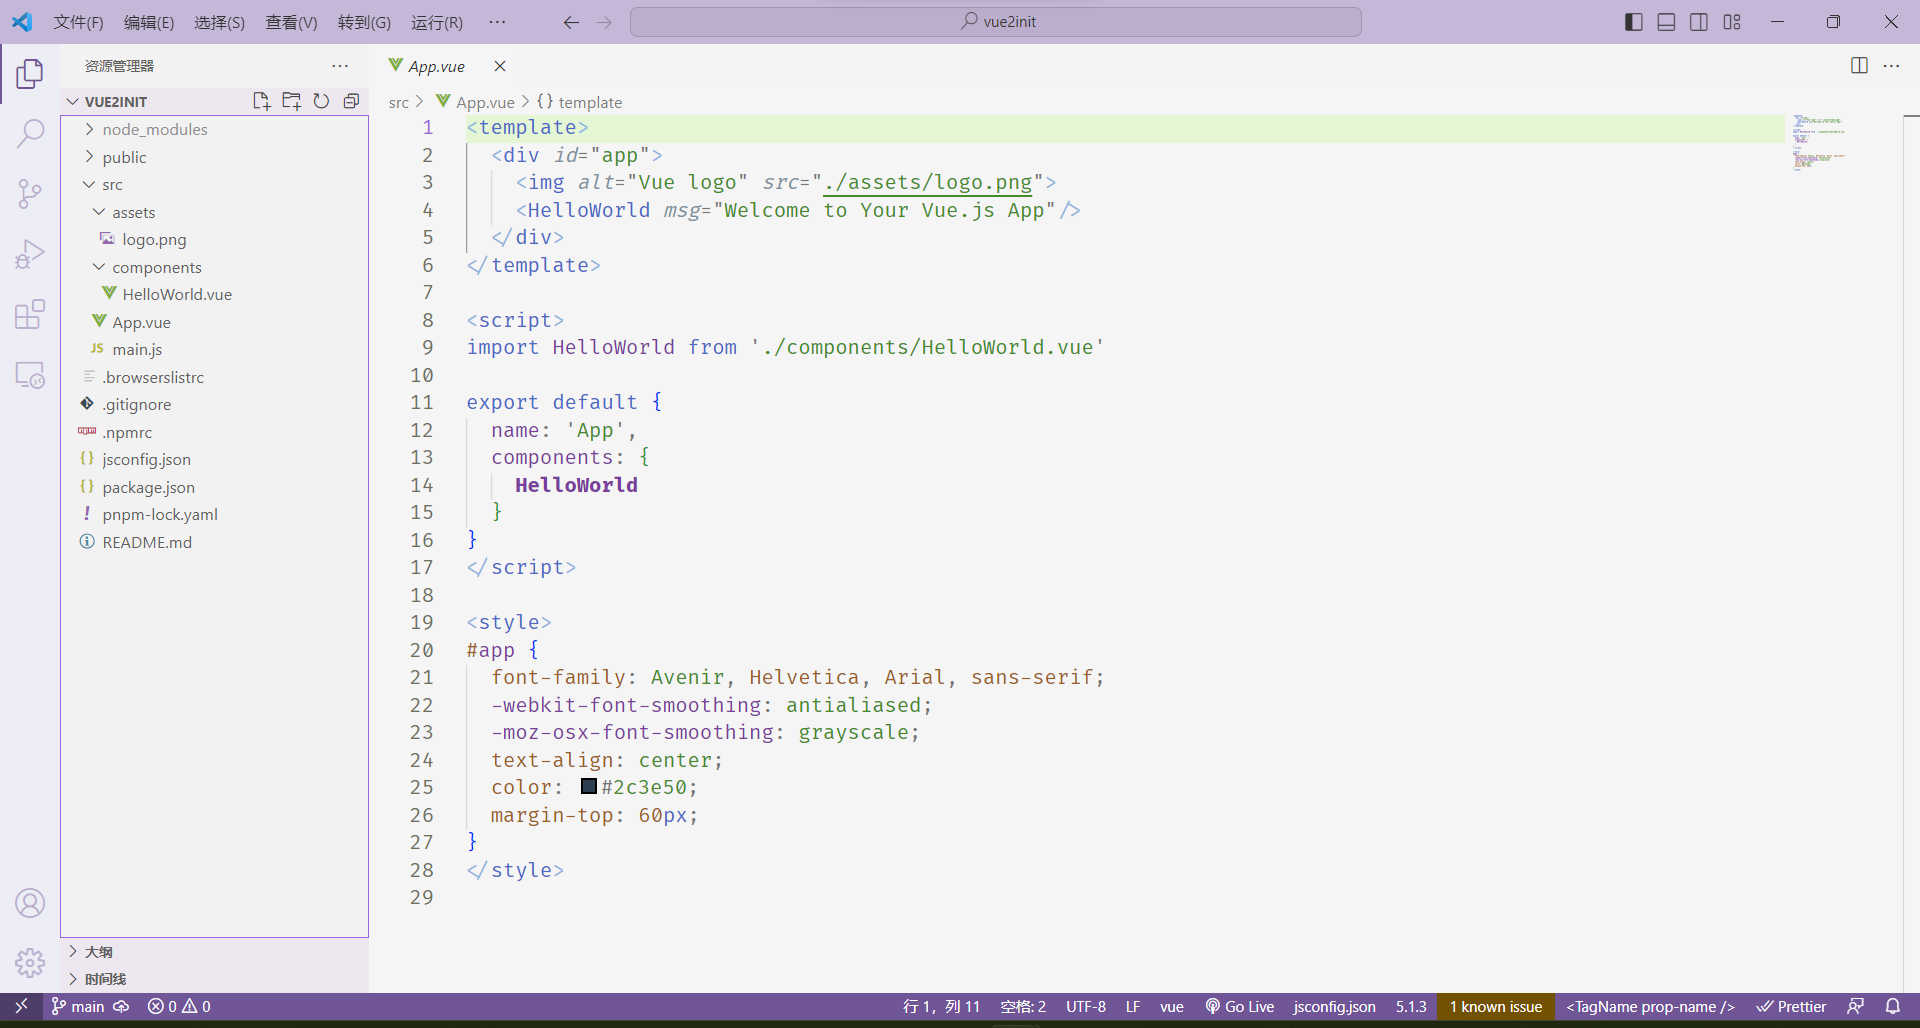 文件(F) 编辑(E) 选择(S) 查看(V) 转到(G) 运行(R) ··· vue2init
资源管理器 ···
VUE2INIT
node_modules
public
src
assets
logo.png
components
HelloWorld.vue
App.vue
JS main.js
.browserslistrc
.gitignore
npm .npmrc
{} jsconfig.json
{} package.json
! pnpm-lock.yaml
README.md
大纲
时间线
App.vue
src > App.vue > {} template
1 <template>
2 <div id="app">
3 <img alt="Vue logo" src="./assets/logo.png">
4 <HelloWorld msg="Welcome to Your Vue.js App"/>
5 </div>
6 </template>
7
8 <script>
9 import HelloWorld from './components/HelloWorld.vue'
10
11 export default {
12 name: 'App',
13 components: {
14 HelloWorld
15 }
16 }
17 </script>
18
19 <style>
20 #app {
21 font-family: Avenir, Helvetica, Arial, sans-serif;
22 -webkit-font-smoothing: antialiased;
23 -moz-osx-font-smoothing: grayscale;
24 text-align: center;
25 color: #2c3e50;
26 margin-top: 60px;
27 }
28 </style>
29
main 0 0 行 1，列 11 空格: 2 UTF-8 LF vue Go Live jsconfig.json 5.1.3 1 known issue <TagName prop-name /> Prettier